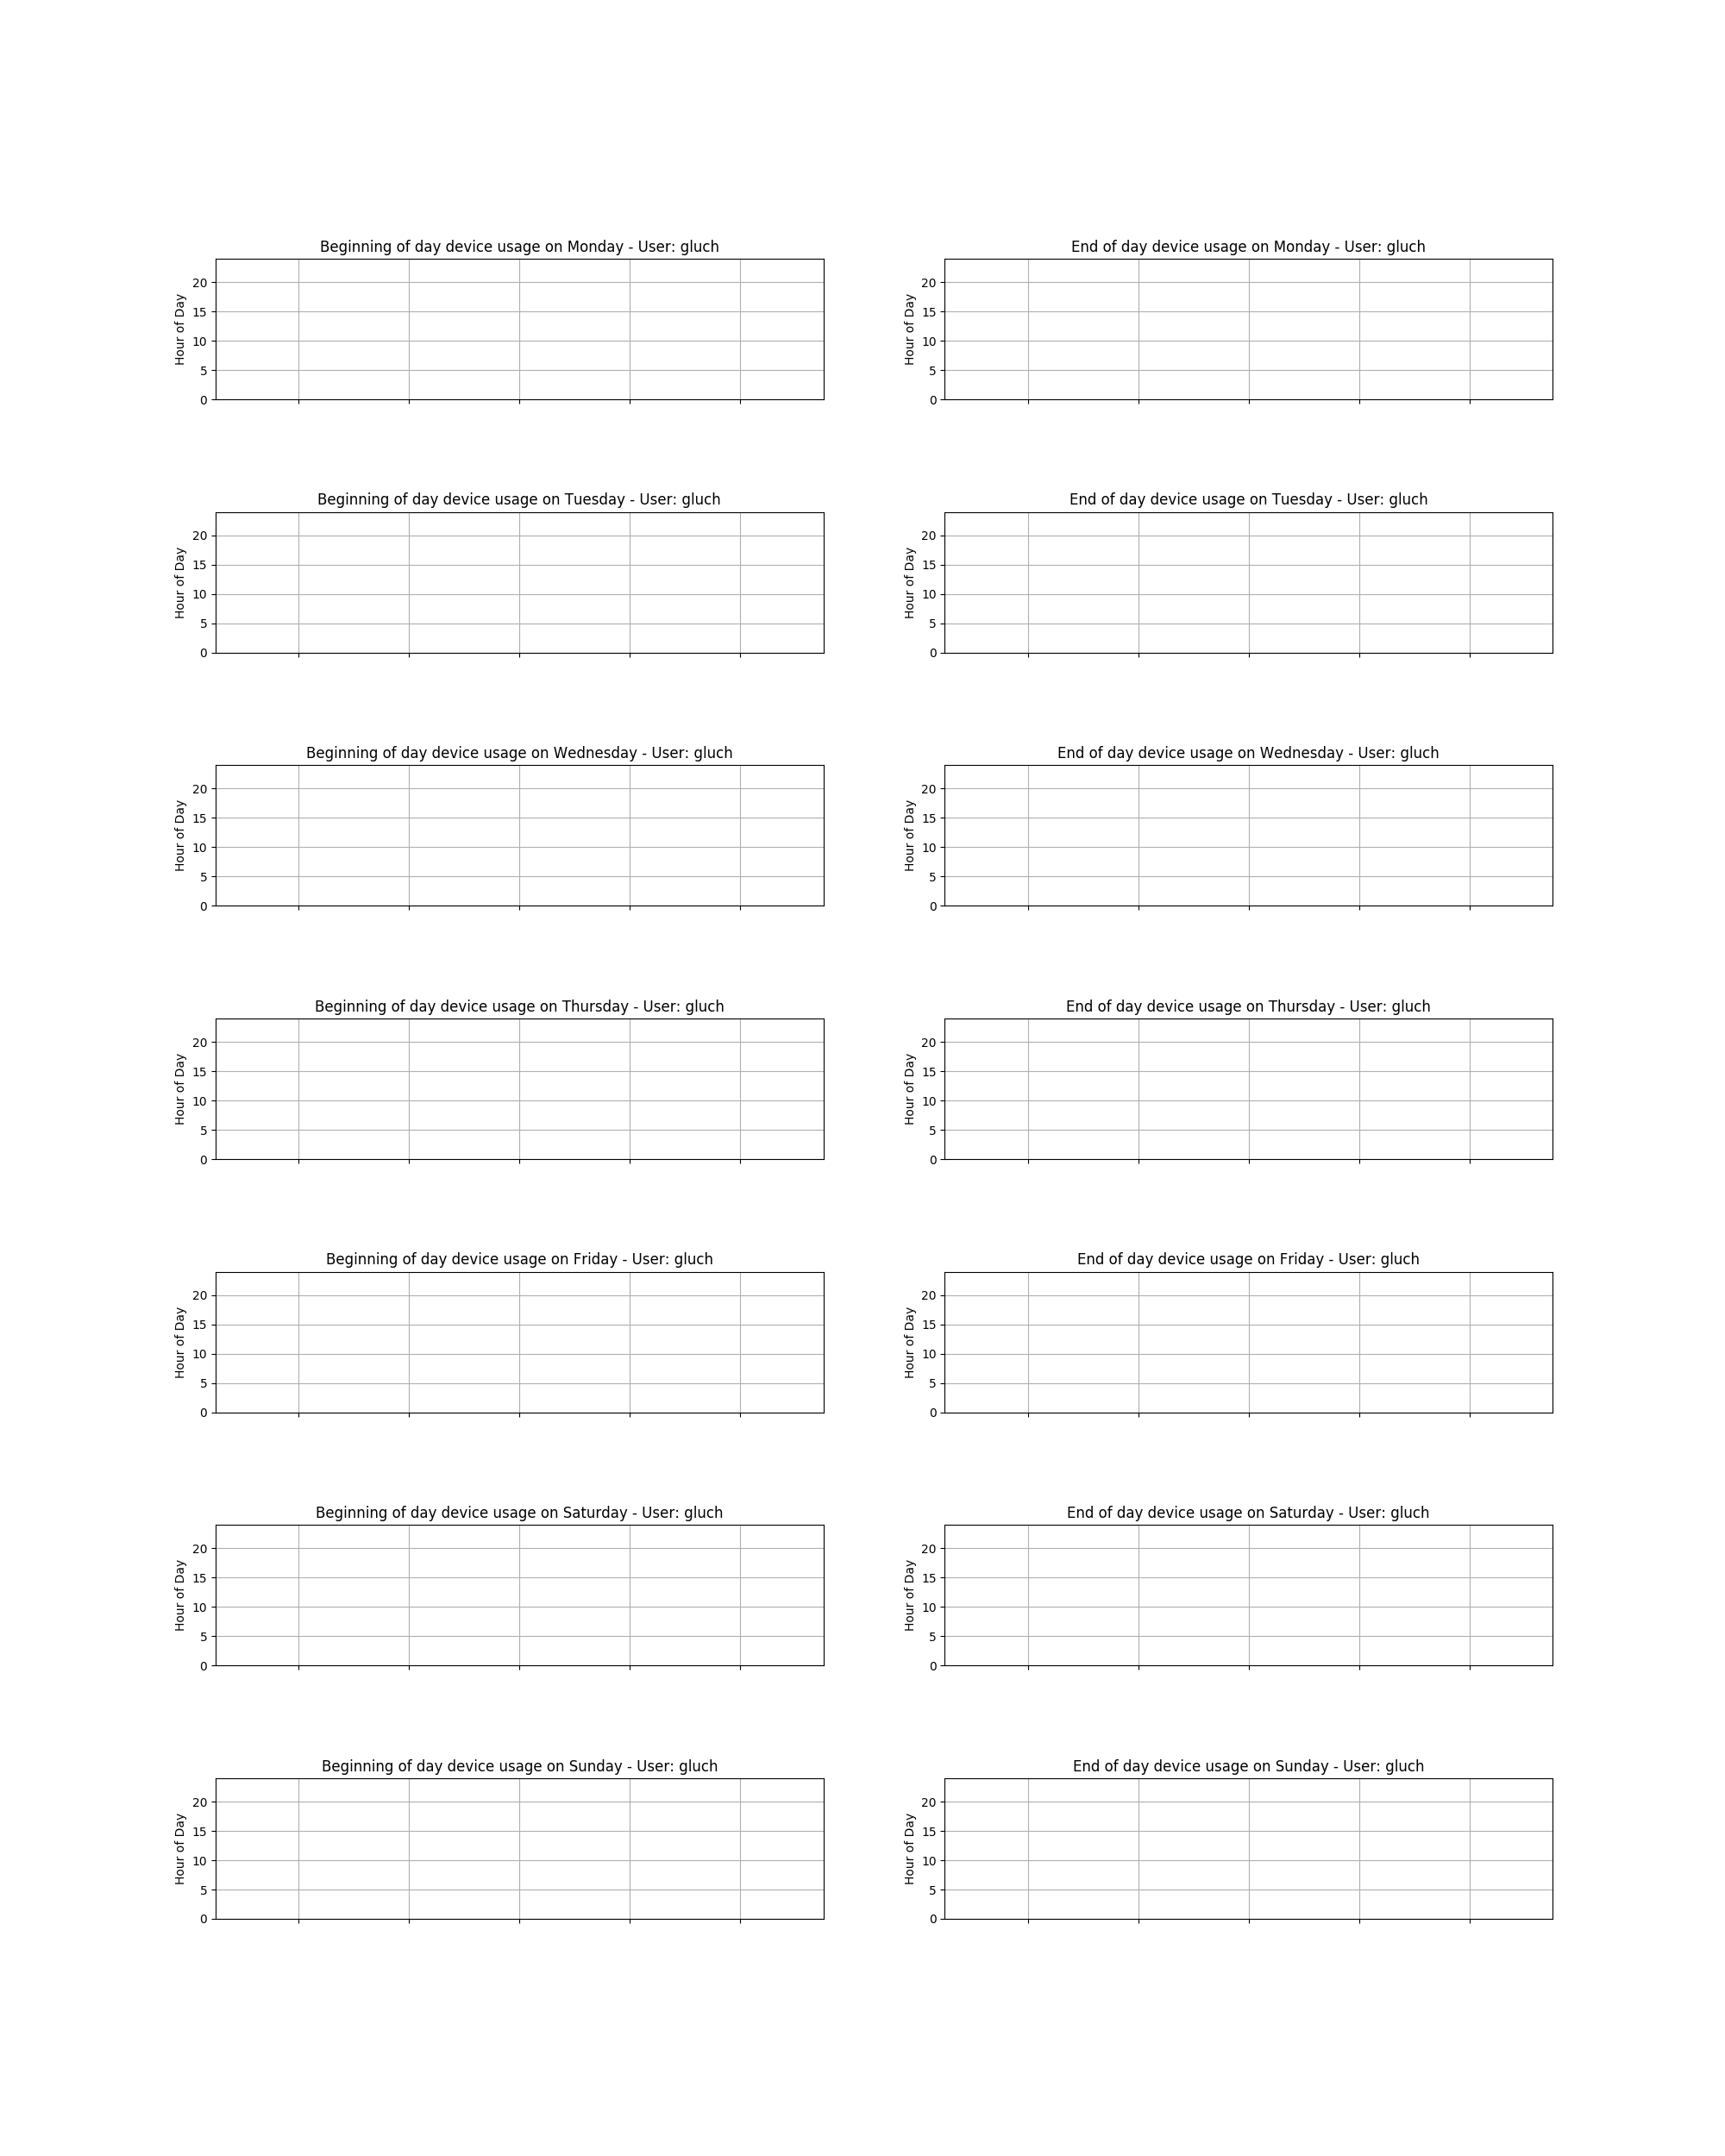 Beginning of day device usage on Monday - User: gluch
Hour of Day
20
15
10
5
0
End of day device usage on Monday - User: gluch
Hour of Day
20
15
10
5
0
Beginning of day device usage on Tuesday - User: gluch
Hour of Day
20
15
10
5
0
End of day device usage on Tuesday - User: gluch
Hour of Day
20
15
10
5
0
Beginning of day device usage on Wednesday - User: gluch
Hour of Day
20
15
10
5
0
End of day device usage on Wednesday - User: gluch
Hour of Day
20
15
10
5
0
Beginning of day device usage on Thursday - User: gluch
Hour of Day
20
15
10
5
0
End of day device usage on Thursday - User: gluch
Hour of Day
20
15
10
5
0
Beginning of day device usage on Friday - User: gluch
Hour of Day
20
15
10
5
0
End of day device usage on Friday - User: gluch
Hour of Day
20
15
10
5
0
Beginning of day device usage on Saturday - User: gluch
Hour of Day
20
15
10
5
0
End of day device usage on Saturday - User: gluch
Hour of Day
20
15
10
5
0
Beginning of day device usage on Sunday - User: gluch
Hour of Day
20
15
10
5
0
End of day device usage on Sunday - User: gluch
Hour of Day
20
15
10
5
0